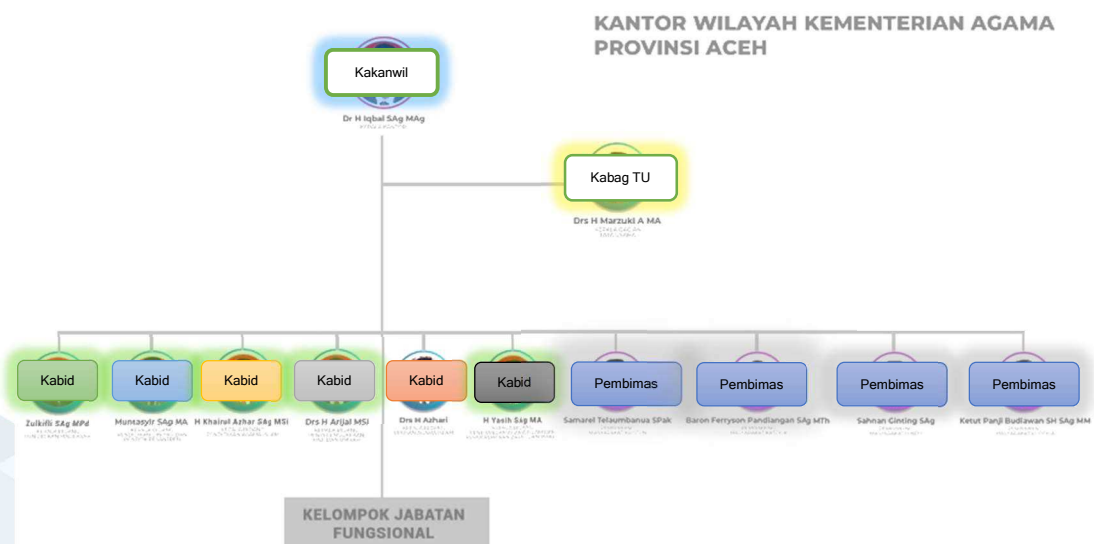 KANTOR WILAYAH KEMENTERIAN AGAMA
PROVINSI ACEH
Kakanwil
Dr H Iqbal SAg MAg
Kabag TU
Drs H Marzuki A MA
Kabid
Kabid
Kabid
Kabid
Kabid
Kabid
Pembimas
Pembimas
Pembimas
Pembimas
Zulkifli SAg MPd
Muntasyir SAg MA
H Khairul Azhar SAg MSi
Drs H Arijal MSi
Drs H Azhari
H Yasih SAg MA
Samarel Telaumbanua SPak
Baron Ferryson Pandiangan SAg MTh
Sahnan Ginting SAg
Ketut Panji Budiawan SH SAg MM
KELOMPOK JABATAN
FUNGSIONAL